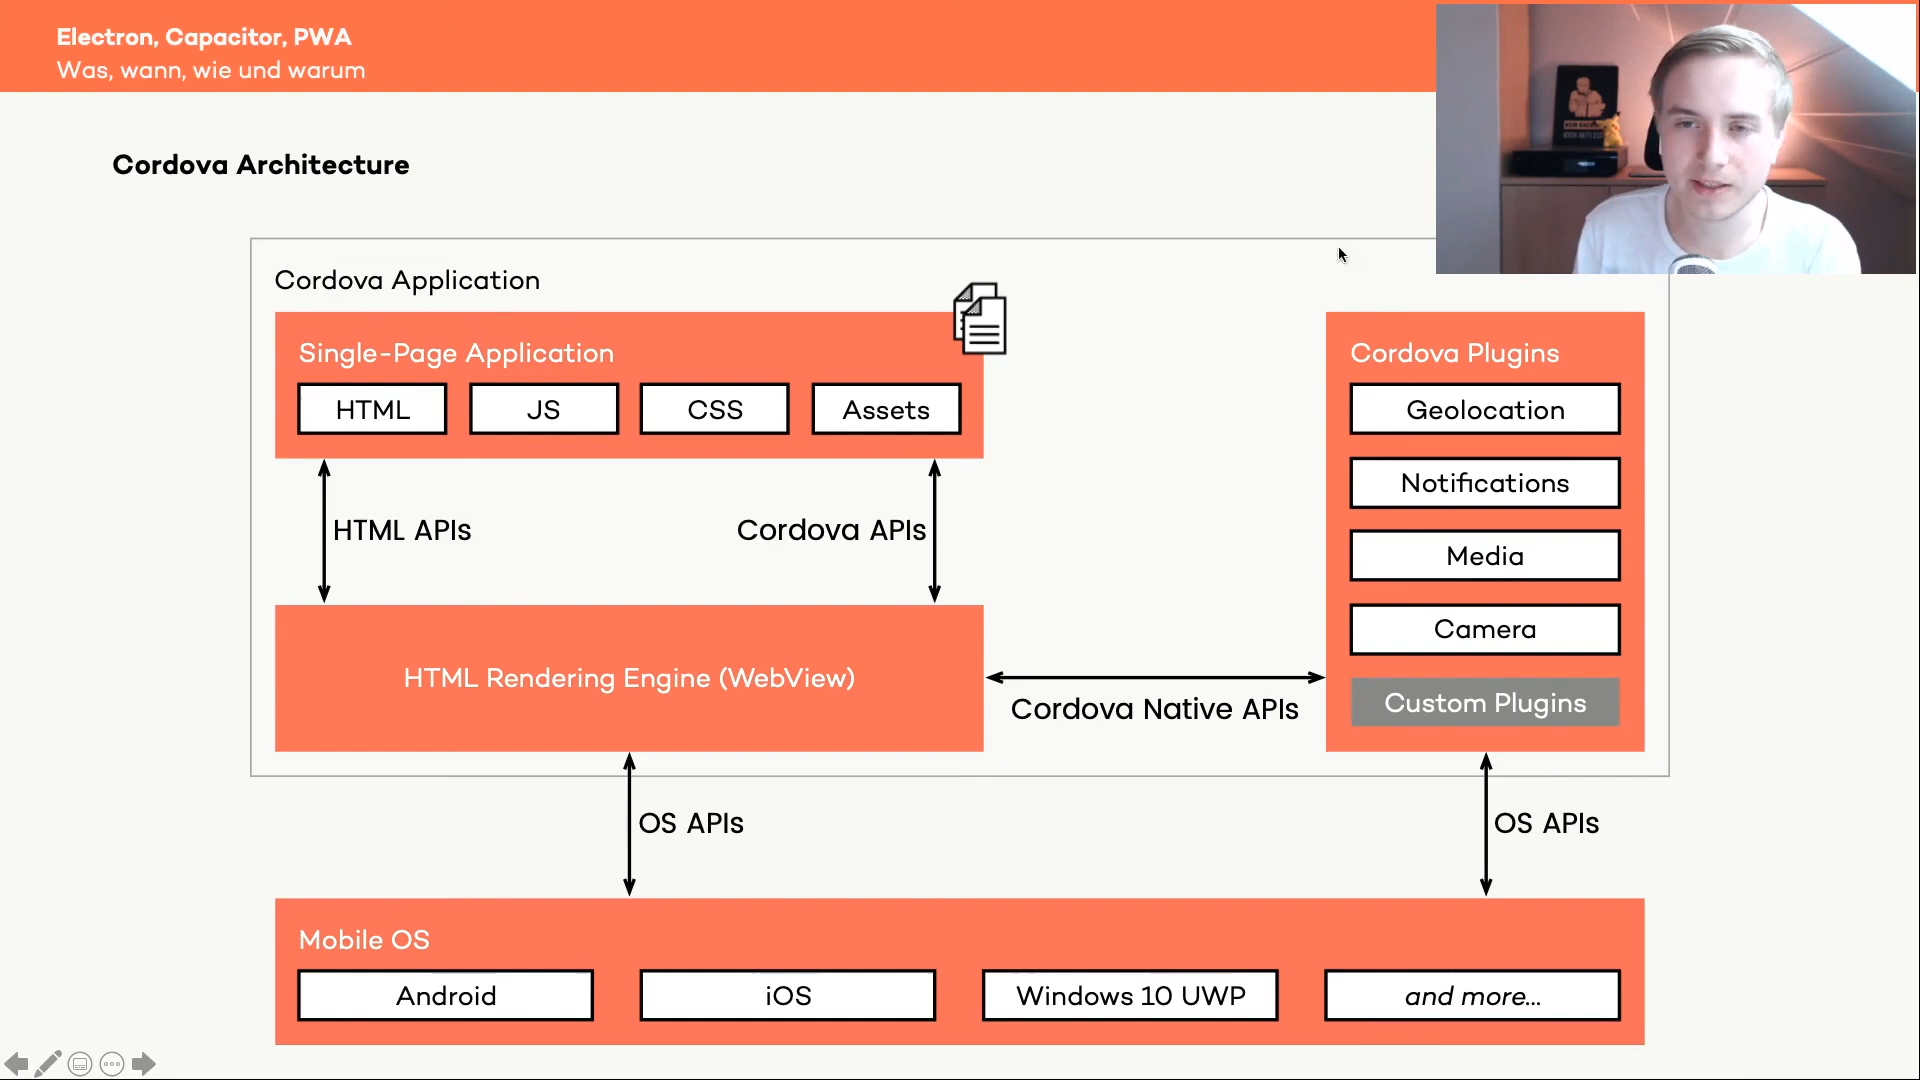 Electron, Capacitor, PWA
Was, wann, wie und warum
Cordova Architecture
Cordova Application
Single-Page Application
HTML
JS
CSS
Assets
HTML APIs
Cordova APIs
HTML Rendering Engine (WebView)
Cordova Native APIs
Cordova Plugins
Geolocation
Notifications
Media
Camera
Custom Plugins
OS APIs
OS APIs
Mobile OS
Android
iOS
Windows 10 UWP
and more...